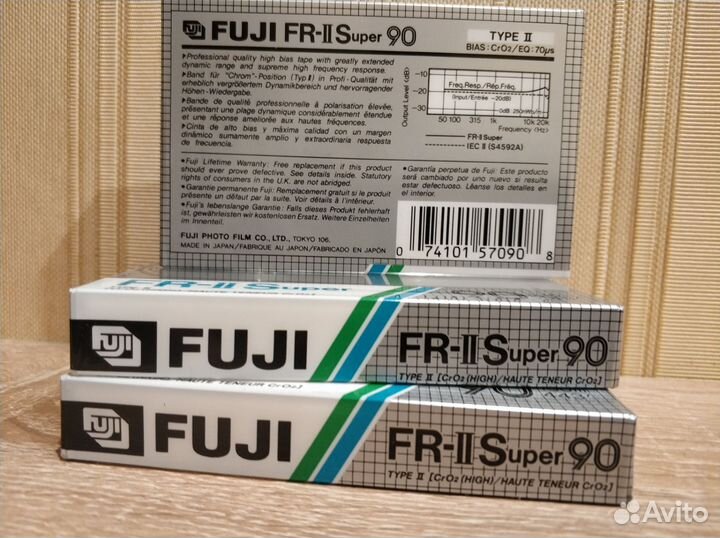 FUJI FUJI FR-II Super 90
TYPE II
BIAS: CrO2/EQ: 70µs
▸Professional quality high bias tape with greatly extended
dynamic range and supreme high frequency response.
▸Band für "Chrom"-Position (Typ II) in Profi-Qualität mit
erheblich vergrößertem Dynamikbereich und hervorragender
Höhen-Wiedergabe.
▸Bande de qualité professionnelle à polarisation élevée,
présentant une plage dynamique considérablement étendue
et une réponse améliorée aux hautes fréquences.
▸Cinta de alto bias y máxima calidad con un margen
dinámico sumamente amplio y extraordinaria respuesta
de frecuencia.
Output Level (dB)
-10
-20
-30
Freq.Resp./Rép.Fréq.
(Input/Entrée -20dB)
0dB 250nWb/m
50 100 315 1k 10k 20k
Frequency (Hz)
FR-II Super
IEC II (S4592A)
•Fuji Lifetime Warranty: Free replacement if this product
should ever prove defective. See details inside. Statutory
rights of consumers in the U.K. are not abridged.
•Garantie permanente Fuji: Remplacement gratuit si le produit
présente un défaut par la suite. Voir détails à l'intérieur.
•Fuji's lebenslange Garantie: Falls dieses Produkt fehlerhaft
ist, gewährleisten wir kostenlosen Ersatz. Weitere Einzelheiten
im Innenteil.
•Garantía perpetua de Fuji. Este producto
será cambiado por uno nuevo si resulta
estar defectuoso. Léanse los detalles en
el interior.
FUJI PHOTO FILM CO., LTD., TOKYO 106.
MADE IN JAPAN/FABRIQUE AU JAPON/FABRICADO EN JAPÓN
0 74101 57090 8
FR-II Super
HAUTE TENEUR CrO2]
FUJI FUJI FR-II Super 90
TYPE II [CrO2 (HIGH)/HAUTE TENEUR CrO2]
HAUTE TENEUR CrO2]
90
FUJI FUJI FR-II Super 90
TYPE II [CrO2 (HIGH)/HAUTE TENEUR CrO2]
Avito